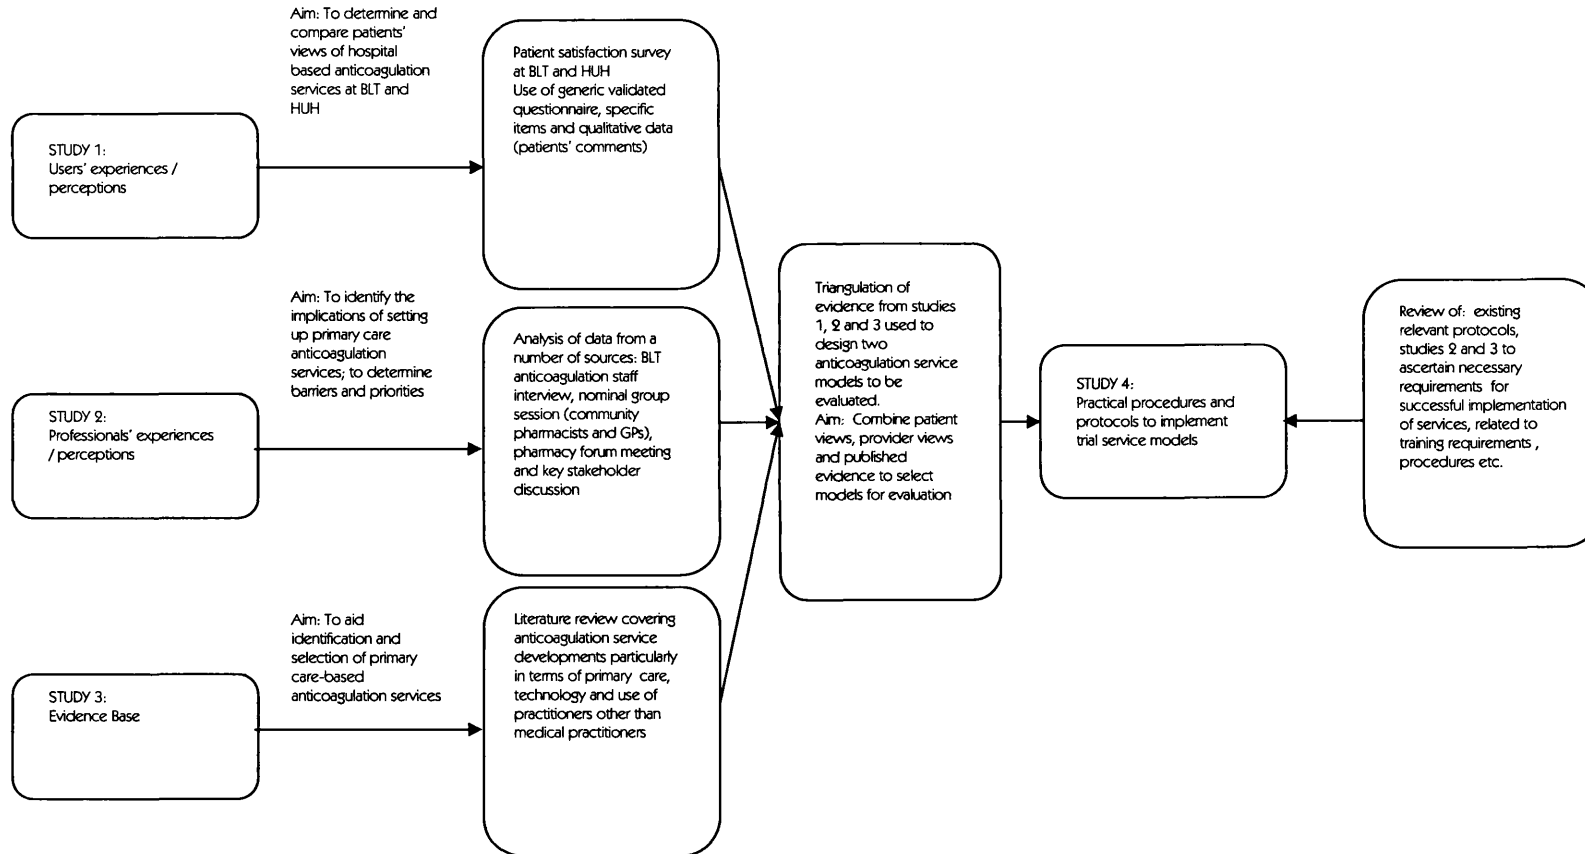 Aim: To determine and
compare patients'
views of hospital
based anticoagulation
services at BLT and
HUH
Patient satisfaction survey
at BLT and HUH
Use of generic validated
questionnaire, specific
items and qualitative data
(patients' comments)
STUDY 1:
Users' experiences /
perceptions
Aim: To identify the
implications of setting
up primary care
anticoagulation
services; to determine
barriers and priorities
Analysis of data from a
number of sources: BLT
anticoagulation staff
interview, nominal group
session (community
pharmacists and GPs),
pharmacy forum meeting
and key stakeholder
discussion
STUDY 2:
Professionals' experiences
/ perceptions
Aim: To aid
identification and
selection of primary
care-based
anticoagulation services
Literature review covering
anticoagulation service
developments particularly
in terms of primary care,
technology and use of
practitioners other than
medical practitioners
STUDY 3:
Evidence Base
Triangulation of
evidence from studies
1, 2 and 3 used to
design two
anticoagulation service
models to be
evaluated.
Aim: Combine patient
views, provider views
and published
evidence to select
models for evaluation
STUDY 4:
Practical procedures and
protocols to implement
trial service models
Review of: existing
relevant protocols,
studies 2 and 3 to
ascertain necessary
requirements for
successful implementation
of services, related to
training requirements ,
procedures etc.